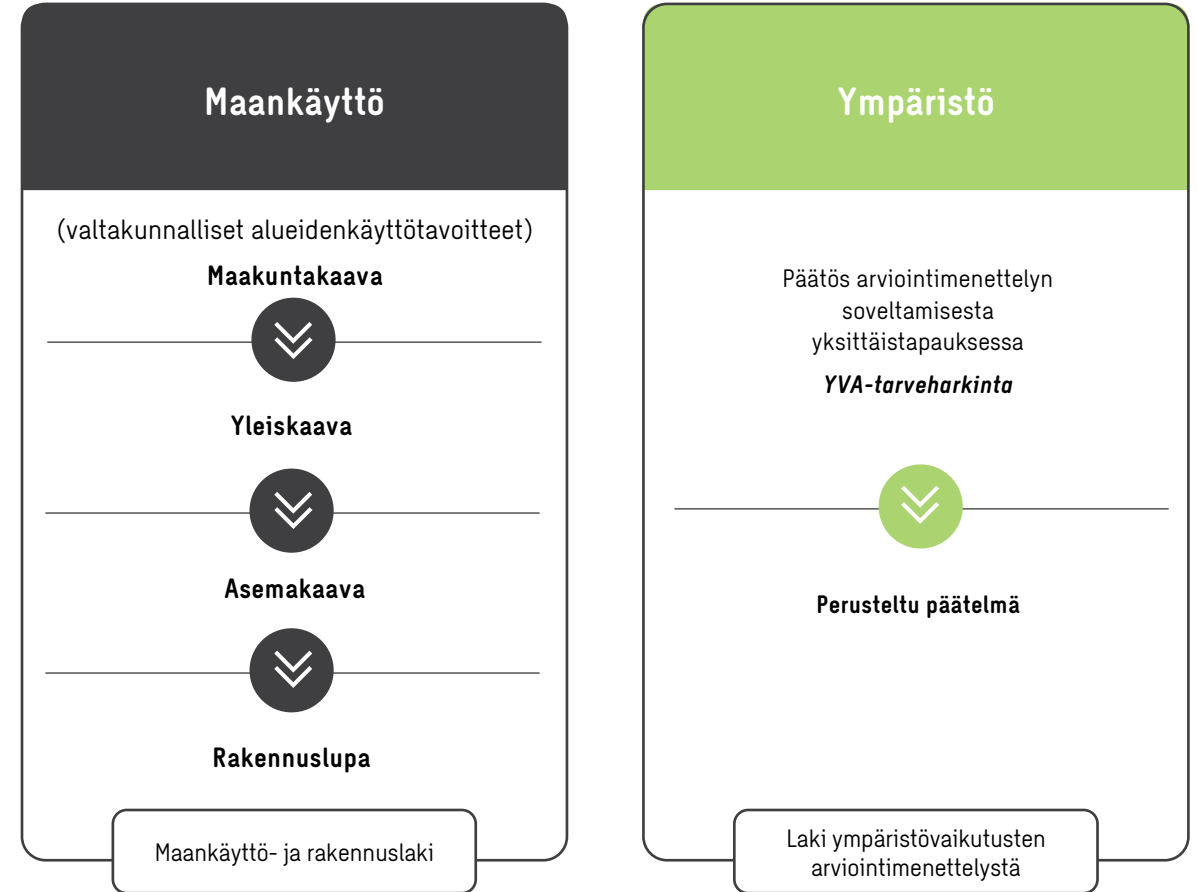 Maankäyttö
(valtakunnalliset alueidenkäyttötavoitteet)
Maakuntakaava
Yleiskaava
Asemakaava
Rakennuslupa
Maankäyttö- ja rakennuslaki
Ympäristö
Päätös arviointimenettelyn
soveltamisesta
yksittäistapauksessa
YVA-tarveharkinta
Perusteltu päätelmä
Laki ympäristövaikutusten
arviointimenettelystä